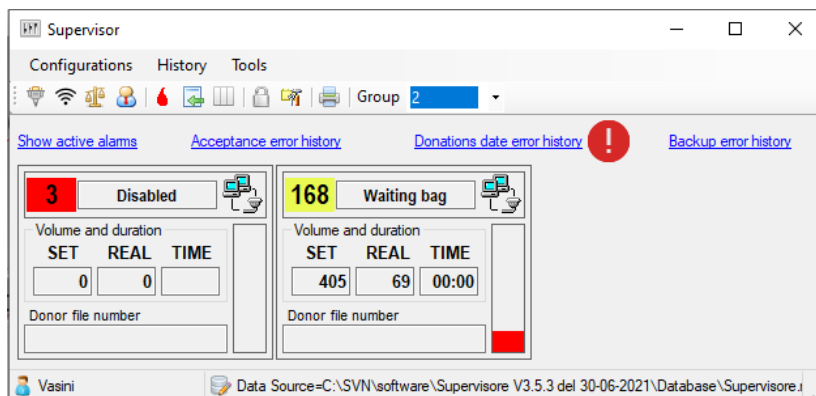 Supervisor
Configurations History Tools
Group 2
Show active alarms Acceptance error history Donations date error history Backup error history
3 Disabled 168 Waiting bag
Volume and duration Volume and duration
SET REAL TIME SET REAL TIME
0 0 405 69 00:00
Donor file number Donor file number
Vasini Data Source=C:\SVN\software\Supervisore V3.5.3 del 30-06-2021\Database\Supervisore.